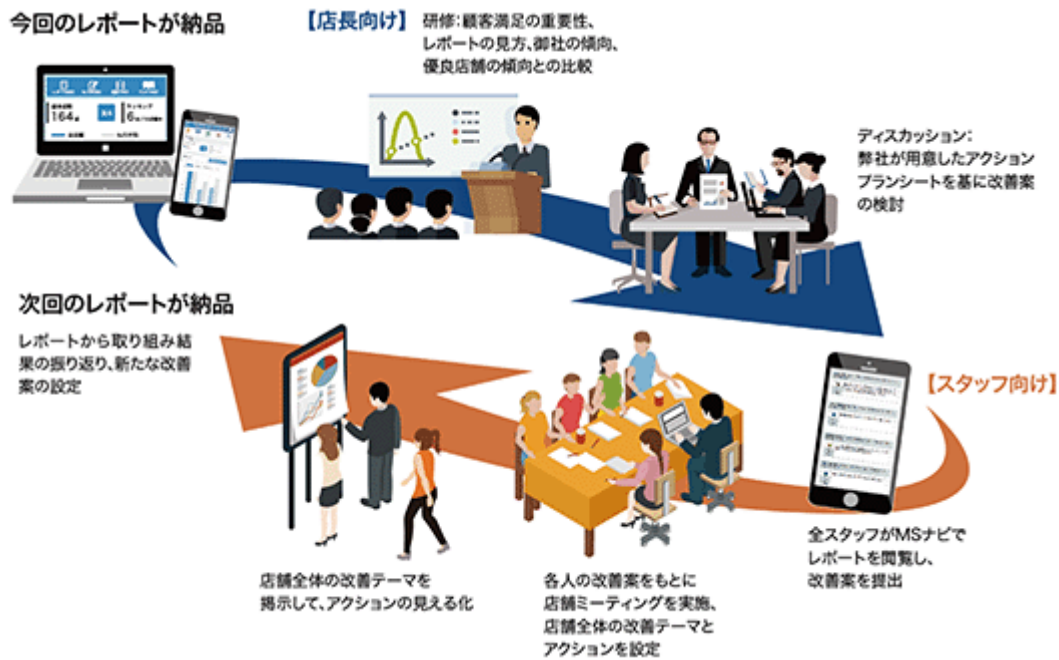 今回のレポートが納品
【店長向け】
研修：顧客満足の重要性、
レポートの見方、御社の傾向、
優良店舗の傾向との比較
164
6
ディスカッション：
弊社が用意したアクション
プランシートを基に改善案
の検討
次回のレポートが納品
レポートから取り組み結
果の振り返り、新たな改善
案の設定
【スタッフ向け】
全スタッフがMSナビで
レポートを閲覧し、
改善案を提出
各人の改善案をもとに
店舗ミーティングを実施、
店舗全体の改善テーマと
アクションを設定
店舗全体の改善テーマを
掲示して、アクションの見える化